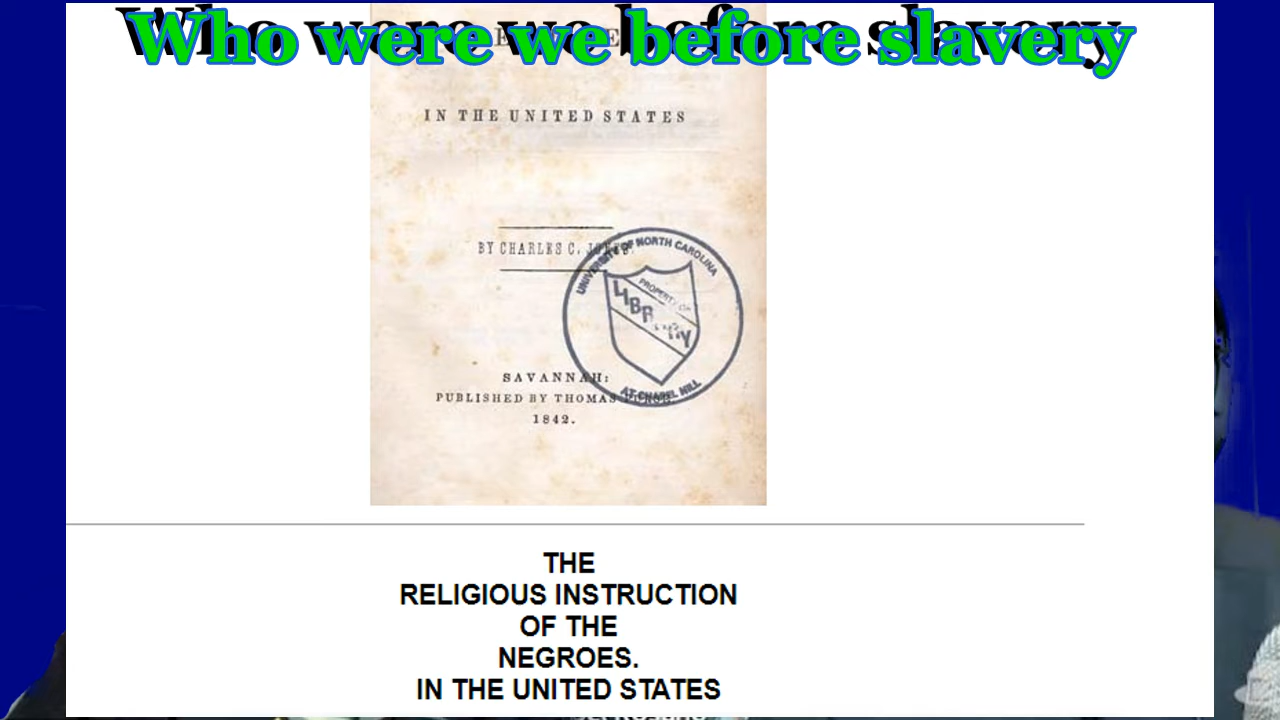 Who were we before slavery
IN THE UNITED STATES
BY CHARLES C. JONES.
UNIVERSITY OF NORTH CAROLINA
PROPERTY OF
LIBRARY
AT CHAPEL HILL
SAVANNAH:
PUBLISHED BY THOMAS
1842.
THE
RELIGIOUS INSTRUCTION
OF THE
NEGROES.
IN THE UNITED STATES